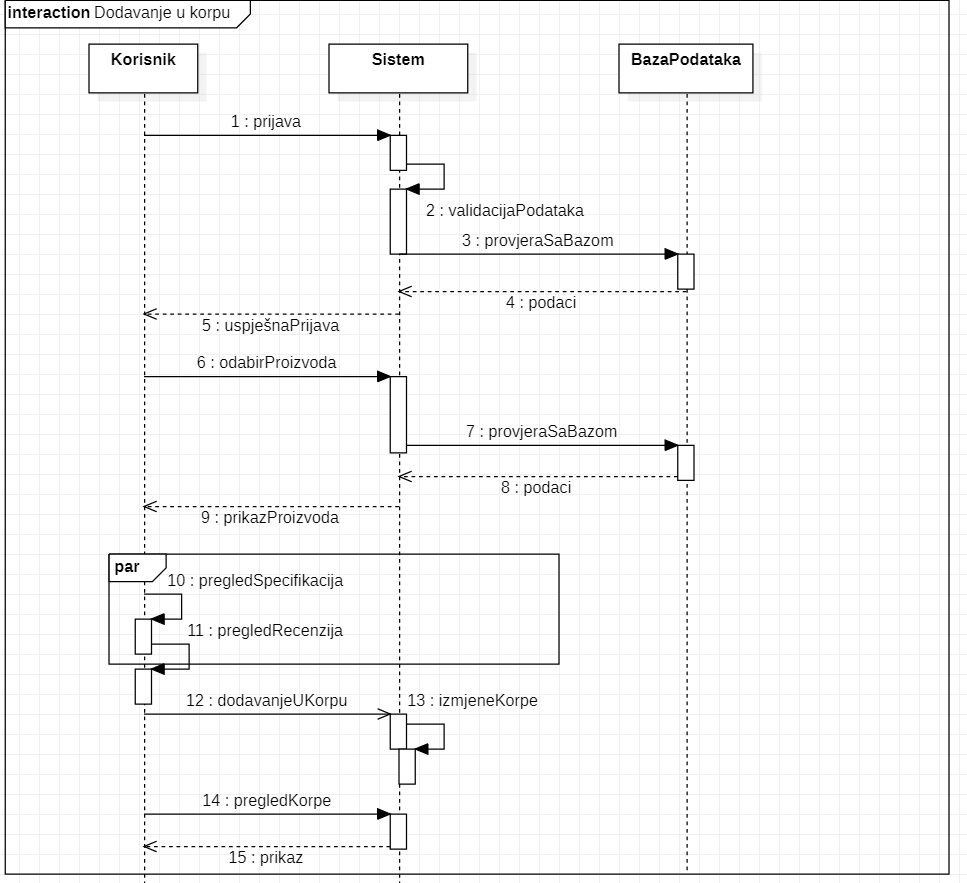 interaction Dodavanje u korpu
Korisnik
Sistem
BazaPodataka
1 : prijava
2 : validacijaPodataka
3 : provjeraSaBazom
4 : podaci
5 : uspješnaPrijava
6 : odabirProizvoda
7 : provjeraSaBazom
8 : podaci
9 : prikazProizvoda
par
10 : pregledSpecifikacija
11 : pregledRecenzija
12 : dodavanjeUKorpu
13 : izmjeneKorpe
14 : pregledKorpe
15 : prikaz